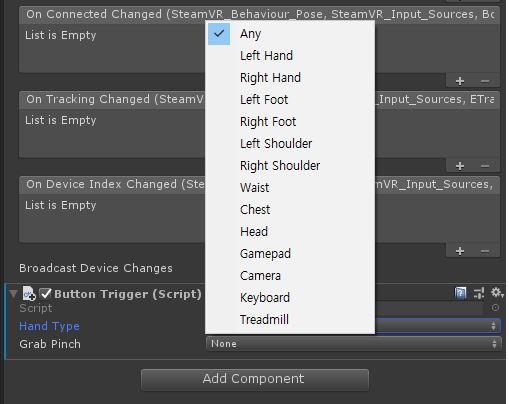 On Connected Changed (SteamVR_Behaviour_Pose, SteamVR_Input_Sources, Bo
List is Empty
On Tracking Changed (SteamV
_Input_Sources, ETra
List is Empty
On Device Index Changed (Ste
amVR_Input_Sources,
List is Empty
Any
Left Hand
Right Hand
Left Foot
Right Foot
Left Shoulder
Right Shoulder
Waist
Chest
Head
Gamepad
Camera
Keyboard
Treadmill
Broadcast Device Changes
Button Trigger (Script)
Script
Hand Type
Grab Pinch
None
Add Component